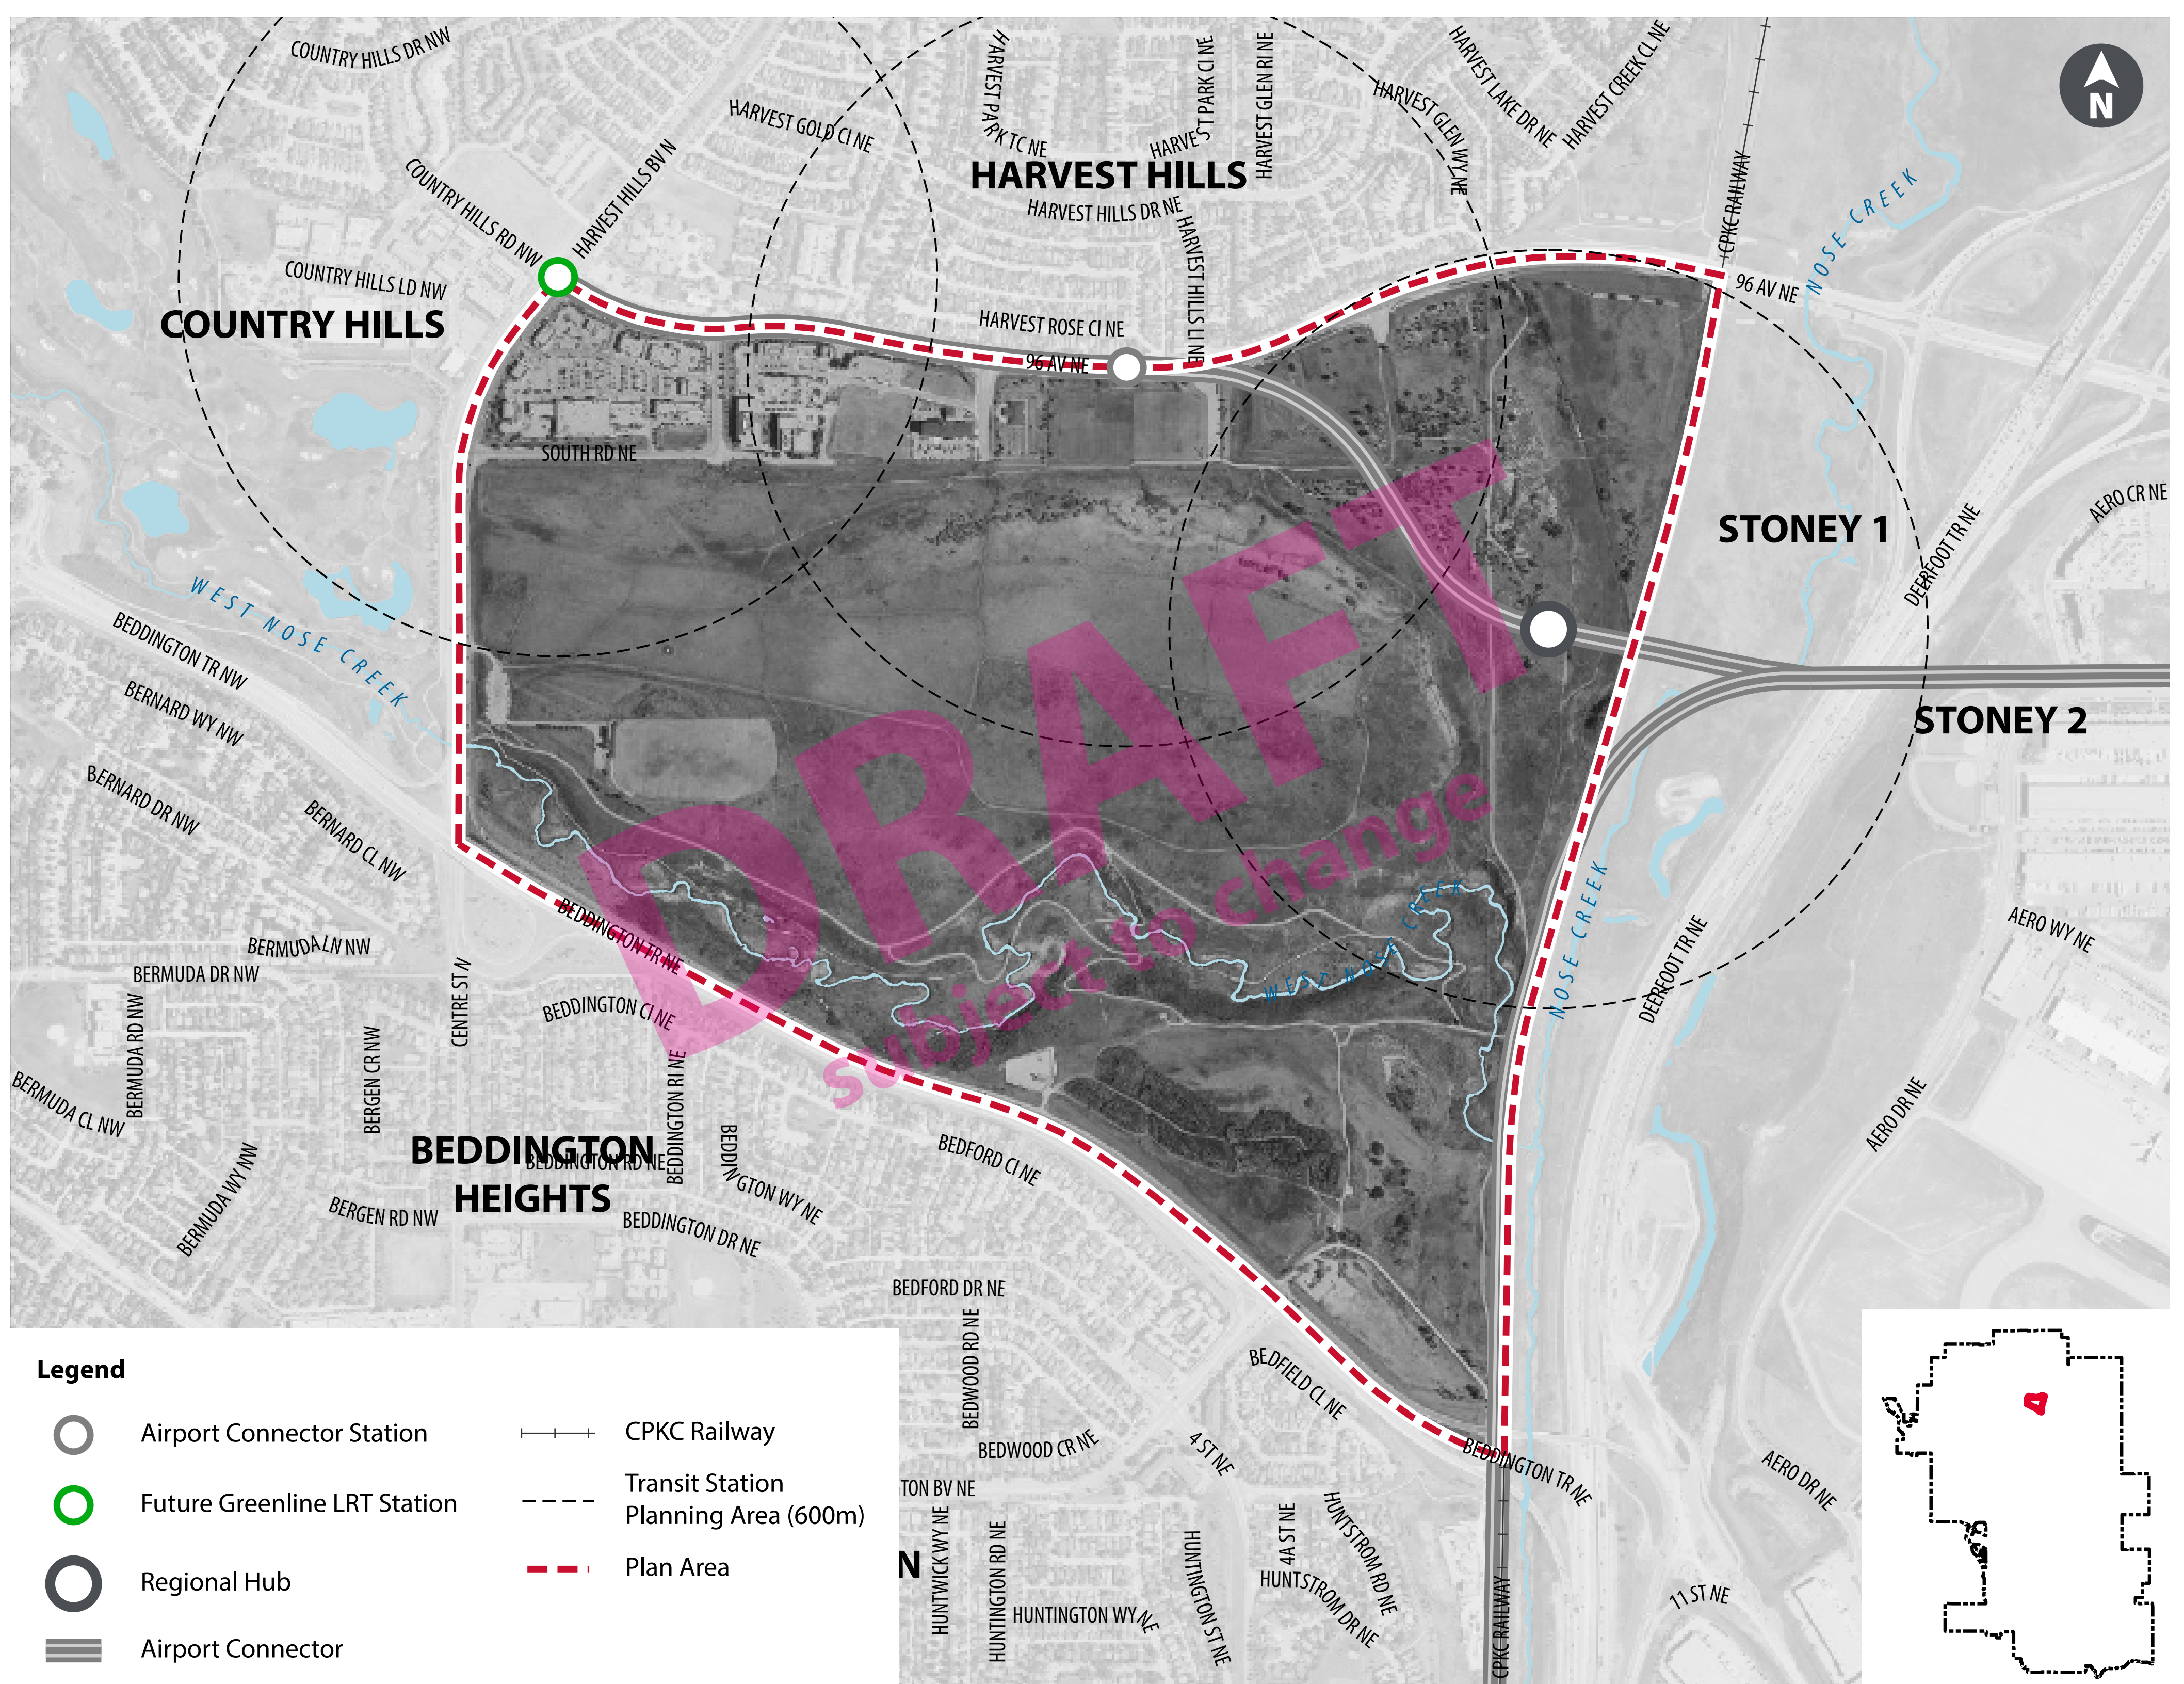 COUNTRY HILLS DR NW
HARVEST PARK TC NE
HARVEST PARK CI NE
HARVEST GLEN RI NE
HARVEST LAKE DR NE
HARVEST CREEK CL NE
N
HARVEST GOLD CI NE
HARVEST GLEN WY NE
COUNTRY HILLS RD NW
HARVEST HILLS BV N
HARVEST HILLS
HARVEST HILLS DR NE
HARVEST HILLS LI NE
CPKC RAILWAY
NOSE CREEK
COUNTRY HILLS LD NW
COUNTRY HILLS
HARVEST ROSE CI NE
96 AV NE
96 AV NE
SOUTH RD NE
STONEY 1
AERO CR NE
DEERFOOT TR NE
WEST NOSE CREEK
BEDDINGTON TR NW
BERNARD WY NW
STONEY 2
BERNARD DR NW
BERNARD CL NW
DRAFT
subject to change
BEDDINGTON TR NE
WEST NOSE CREEK
NOSE CREEK
DEERFOOT TR NE
AERO WY NE
BERMUDA LN NW
BERMUDA DR NW
BERMUDA RD NW
CENTRE ST N
BEDDINGTON CI NE
BERGEN CR NW
BERMUDA CL NW
BEDDINGTON RI NE
AERO DR NE
BEDDINGTON
HEIGHTS
BEDDINGTON RD NE
BEDDINGTON WY NE
BEDFORD CI NE
BERMUDA WY NW
BERGEN RD NW
BEDDINGTON DR NE
BEDFORD DR NE
BEDWOOD RD NE
BEDFIELD CL NE
BEDWOOD CR NE
4 ST NE
BEDDINGTON TR NE
AERO DR NE
TON BV NE
HUNTWICK WY NE
HUNTINGTON RD NE
HUNTINGTON WY NE
HUNTINGTON ST NE
4A ST NE
HUNTSTROM RD NE
HUNTSTROM DR NE
CPKC RAILWAY
11 ST NE
N
Legend
Airport Connector Station
Future Greenline LRT Station
Regional Hub
Airport Connector
CPKC Railway
Transit Station
Planning Area (600m)
Plan Area